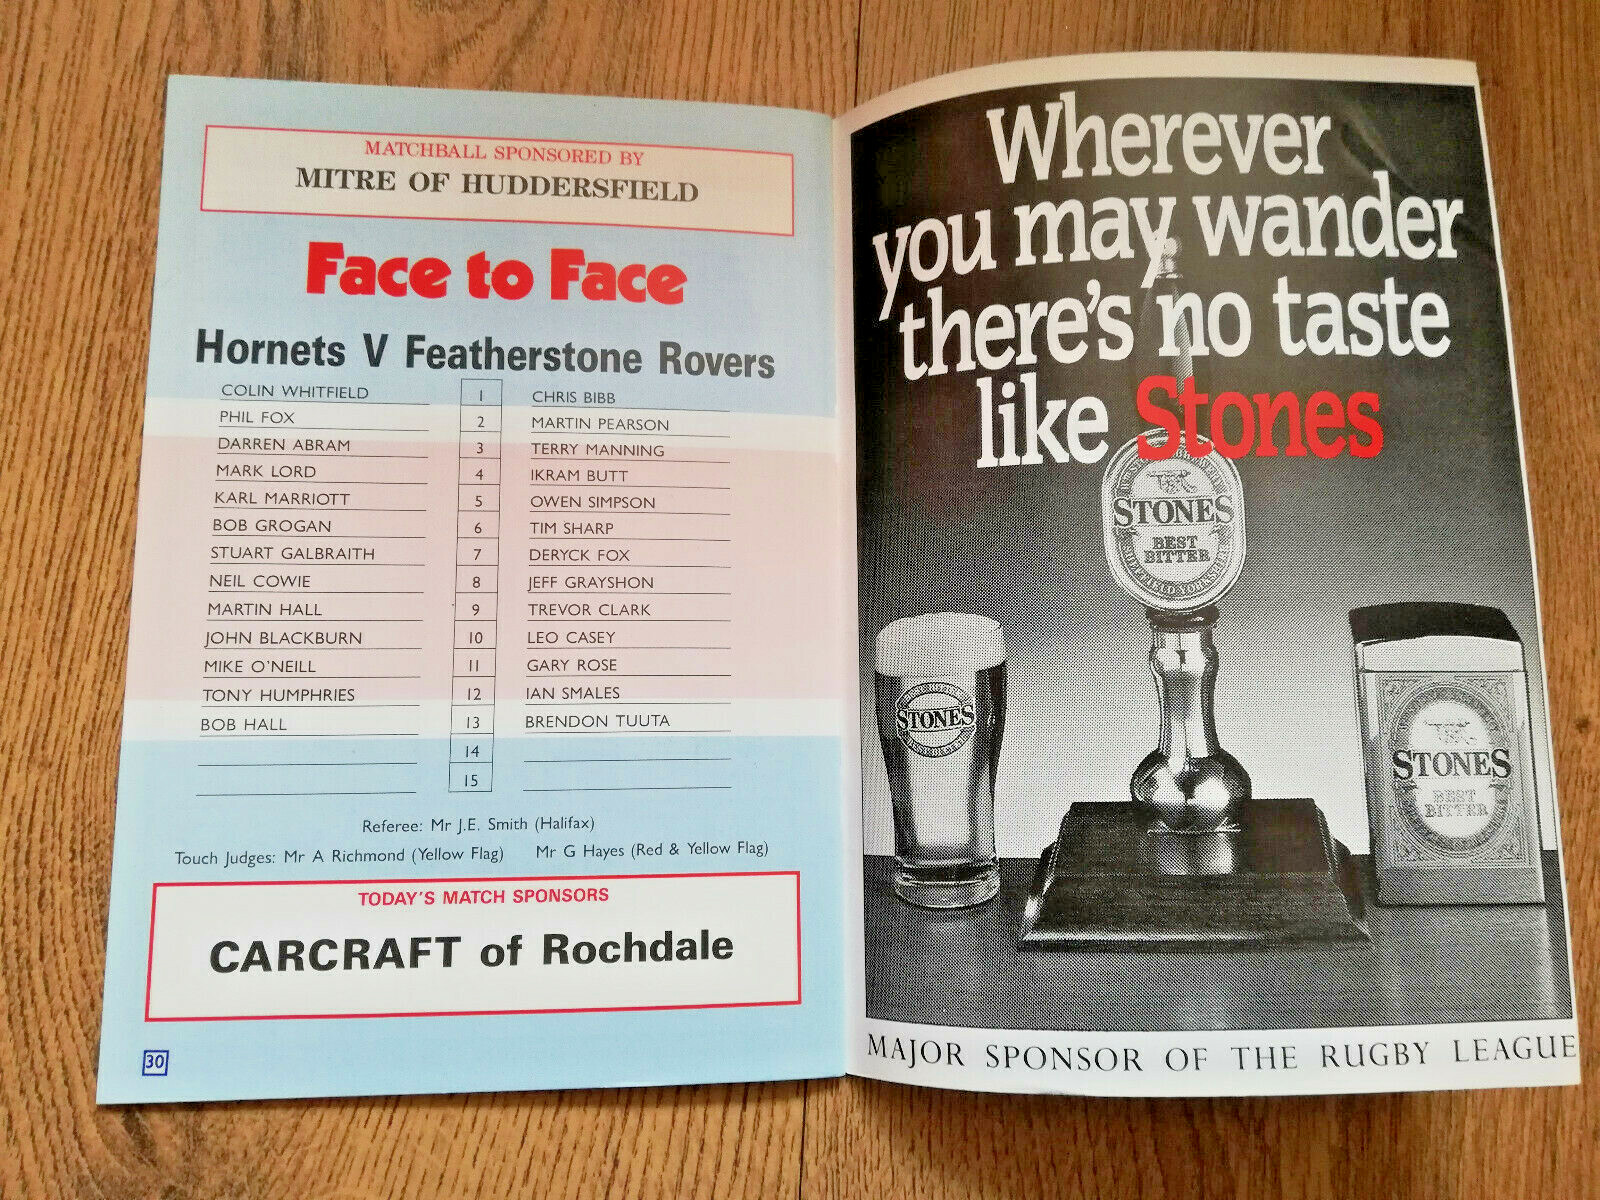 MATCHBALL SPONSORED BY
MITRE OF HUDDERSFIELD
Face to Face
Hornets V Featherstone Rovers
COLIN WHITFIELD 1 CHRIS BIBB
PHIL FOX 2 MARTIN PEARSON
DARREN ABRAM 3 TERRY MANNING
MARK LORD 4 IKRAM BUTT
KARL MARRIOTT 5 OWEN SIMPSON
BOB GROGAN 6 TIM SHARP
STUART GALBRAITH 7 DERYCK FOX
NEIL COWIE 8 JEFF GRAYSHON
MARTIN HALL 9 TREVOR CLARK
JOHN BLACKBURN 10 LEO CASEY
MIKE O'NEILL 11 GARY ROSE
TONY HUMPHRIES 12 IAN SMALES
BOB HALL 13 BRENDON TUUTA
14
15
Referee: Mr J.E. Smith (Halifax)
Touch Judges: Mr A Richmond (Yellow Flag) Mr G Hayes (Red & Yellow Flag)
TODAY'S MATCH SPONSORS
CARCRAFT of Rochdale
30
Wherever
you may wander
there's no taste
like Stones
STONES
BEST
BITTER
STONES
STONES
BEST
BITTER
MAJOR SPONSOR OF THE RUGBY LEAGUE